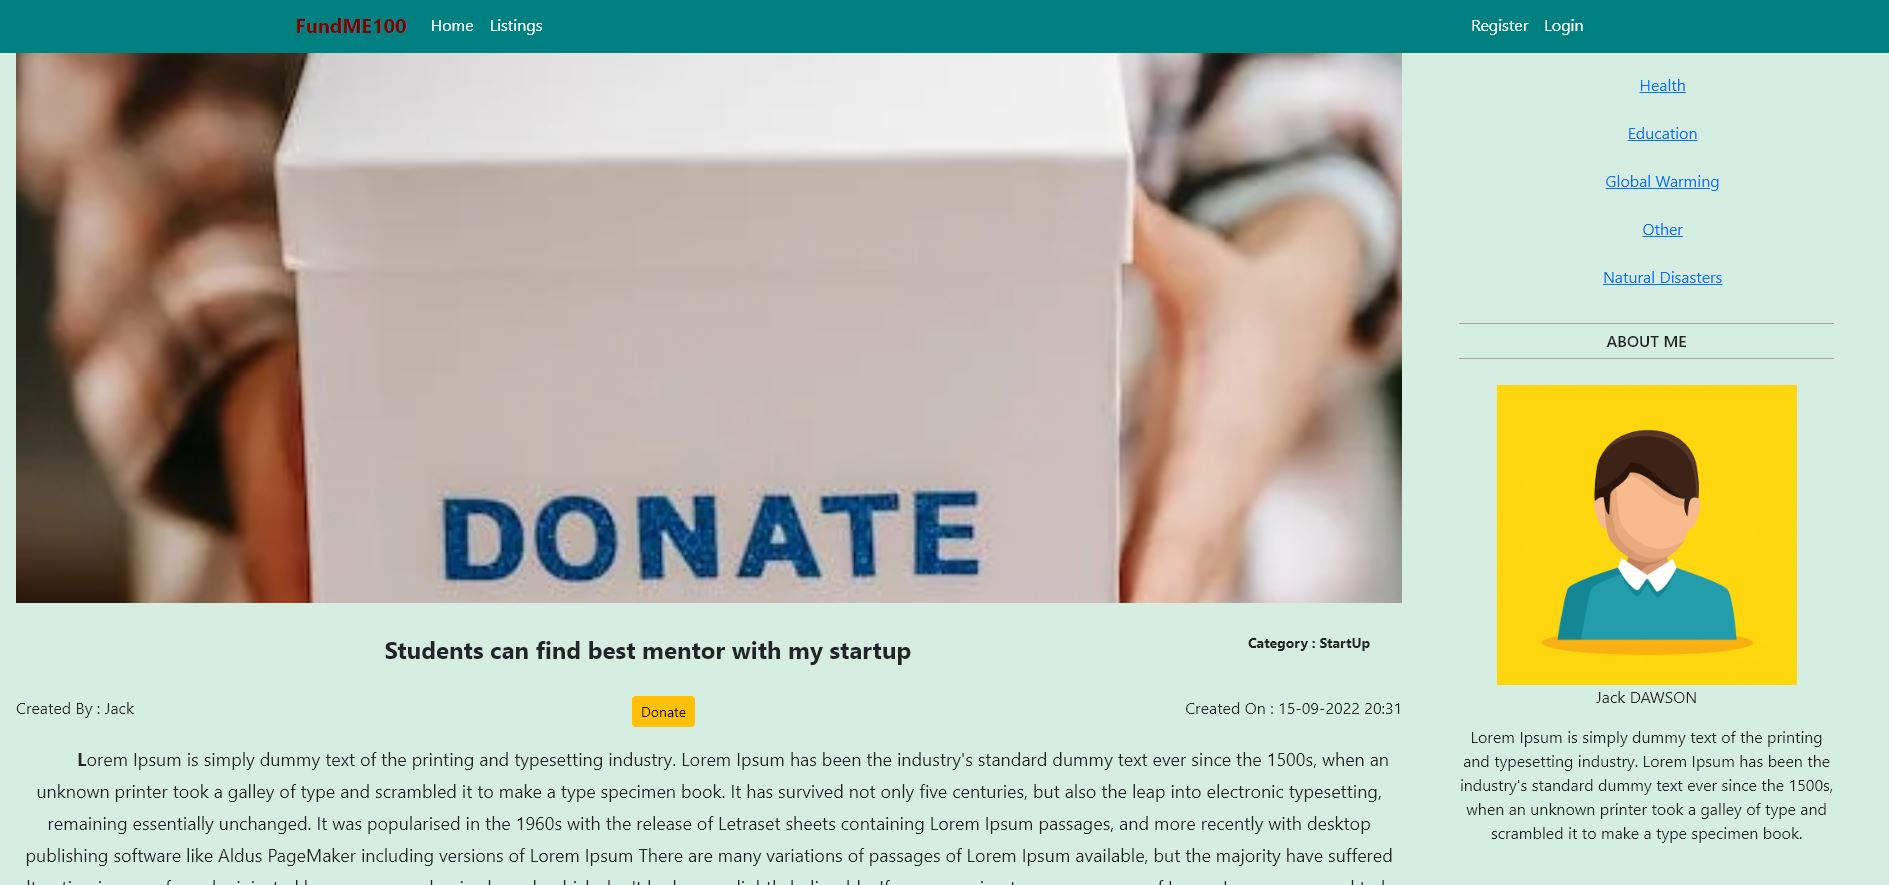 FundME100 Home Listings Register Login
DONATE
Students can find best mentor with my startup
Category : StartUp
Created By : Jack
Donate
Created On : 15-09-2022 20:31
Lorem Ipsum is simply dummy text of the printing and typesetting industry. Lorem Ipsum has been the industry's standard dummy text ever since the 1500s, when an
unknown printer took a galley of type and scrambled it to make a type specimen book. It has survived not only five centuries, but also the leap into electronic typesetting,
remaining essentially unchanged. It was popularised in the 1960s with the release of Letraset sheets containing Lorem Ipsum passages, and more recently with desktop
publishing software like Aldus PageMaker including versions of Lorem Ipsum There are many variations of passages of Lorem Ipsum available, but the majority have suffered
Health
Education
Global Warming
Other
Natural Disasters
ABOUT ME
Jack DAWSON
Lorem Ipsum is simply dummy text of the printing
and typesetting industry. Lorem Ipsum has been the
industry's standard dummy text ever since the 1500s,
when an unknown printer took a galley of type and
scrambled it to make a type specimen book.